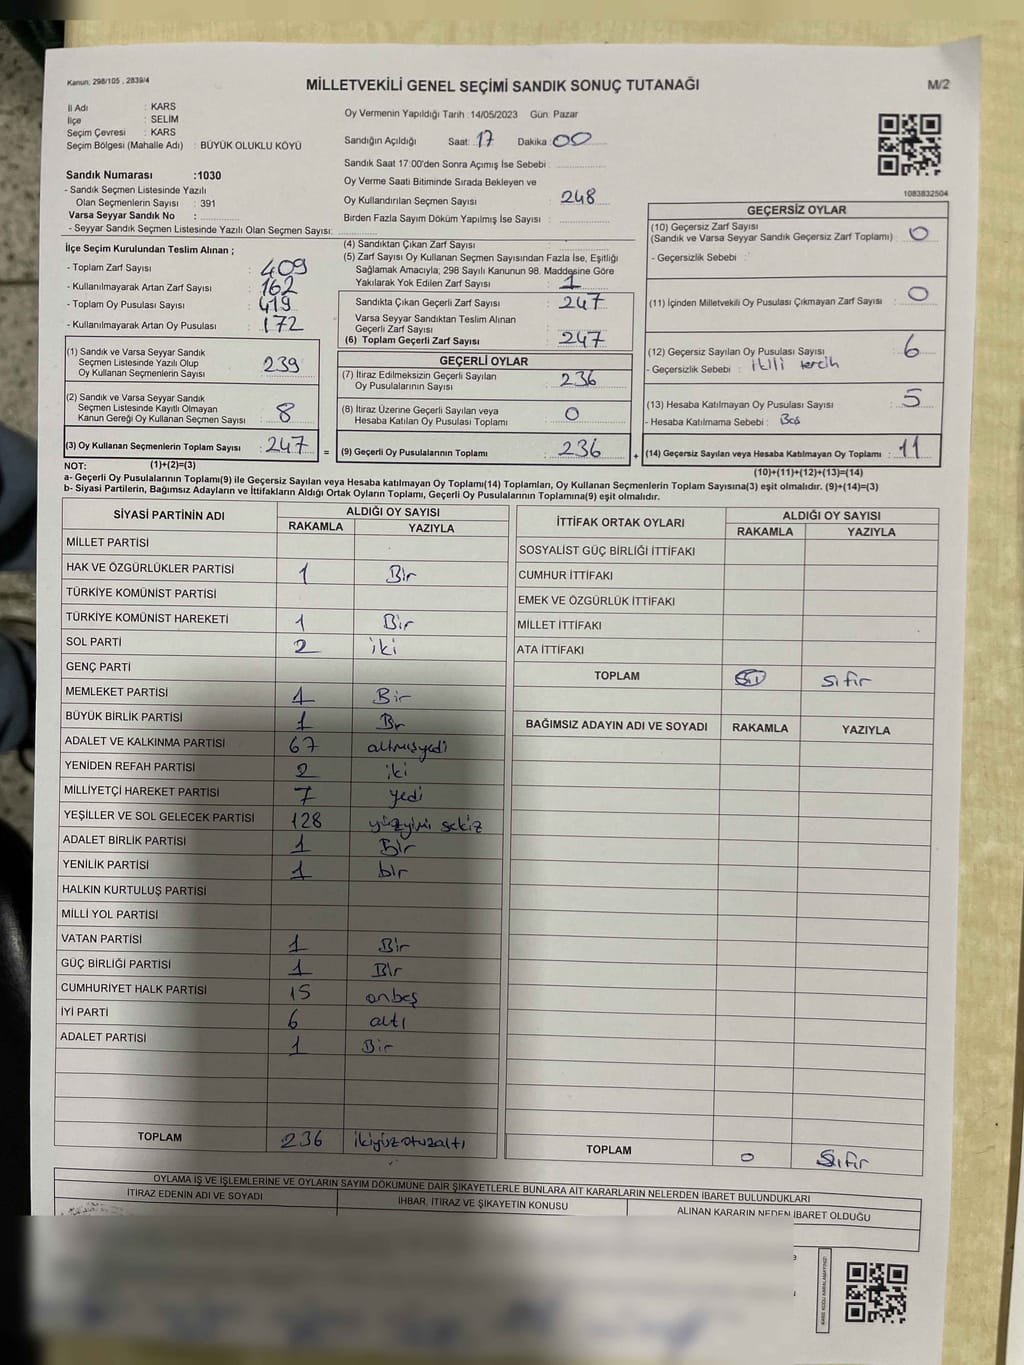 Kanun: 298/105 , 2839/4
MİLLETVEKİLİ GENEL SEÇİMİ SANDIK SONUÇ TUTANAĞI
M/2
İl Adı : KARS
İlçe : SELİM
Seçim Çevresi : KARS
Seçim Bölgesi (Mahalle Adı) : BÜYÜK OLUKLU KÖYÜ
Oy Vermenin Yapıldığı Tarih : 14/05/2023 Gün: Pazar
Sandığın Açıldığı Saat: 17 Dakika: 00
Sandık Saat 17:00'den Sonra Açımış İse Sebebi :
Oy Verme Saati Bitiminde Sırada Bekleyen ve
Oy Kullandırılan Seçmen Sayısı : 248
Birden Fazla Sayım Döküm Yapılmış İse Sayısı :
1083832504
Sandık Numarası :1030
- Sandık Seçmen Listesinde Yazılı
Olan Seçmenlerin Sayısı : 391
Varsa Seyyar Sandık No :
- Seyyar Sandık Seçmen Listesinde Yazılı Olan Seçmen Sayısı:
İlçe Seçim Kurulundan Teslim Alınan ;
- Toplam Zarf Sayısı : 409
- Kullanılmayarak Artan Zarf Sayısı : 162
- Toplam Oy Pusulası Sayısı : 419
- Kullanılmayarak Artan Oy Pusulası : 172
(1) Sandık ve Varsa Seyyar Sandık
Seçmen Listesinde Yazılı Olup
Oy Kullanan Seçmenlerin Sayısı : 239
(2) Sandık ve Varsa Seyyar Sandık
Seçmen Listesinde Kayıtlı Olmayan
Kanun Gereği Oy Kullanan Seçmen Sayısı : 8
(3) Oy Kullanan Seçmenlerin Toplam Sayısı : 247
(4) Sandıktan Çıkan Zarf Sayısı :
(5) Zarf Sayısı Oy Kullanan Seçmen Sayısından Fazla İse, Eşitliği
Sağlamak Amacıyla, 298 Sayılı Kanunun 98. Maddesine Göre
Yakılarak Yok Edilen Zarf Sayısı : 1
Sandıkta Çıkan Geçerli Zarf Sayısı : 247
Varsa Seyyar Sandıktan Teslim Alınan
Geçerli Zarf Sayısı :
(6) Toplam Geçerli Zarf Sayısı : 247
GEÇERLİ OYLAR
(7) İtiraz Edilmeksizin Geçerli Sayılan
Oy Pusulalarının Sayısı : 236
(8) İtiraz Üzerine Geçerli Sayılan veya
Hesaba Katılan Oy Pusulası Toplamı : 0
= (9) Geçerli Oy Pusulalarının Toplamı : 236
GEÇERSİZ OYLAR
(10) Geçersiz Zarf Sayısı
(Sandık ve Varsa Seyyar Sandık Geçersiz Zarf Toplamı) : 0
- Geçersizlik Sebebi :
(11) İçinden Milletvekili Oy Pusulası Çıkmayan Zarf Sayısı : 0
(12) Geçersiz Sayılan Oy Pusulası Sayısı : 6
- Geçersizlik Sebebi : tercih
(13) Hesaba Katılmayan Oy Pusulası Sayısı : 5
- Hesaba Katılmama Sebebi : Boş
+ (14) Geçersiz Sayılan veya Hesaba Katılmayan Oy Toplamı : 11
NOT: (1)+(2)=(3)
(10)+(11)+(12)+(13)=(14)
a- Geçerli Oy Pusulalarının Toplamı(9) ile Geçersiz Sayılan veya Hesaba katılmayan Oy Toplamı(14) Toplamları, Oy Kullanan Seçmenlerin Toplam Sayısına(3) eşit olmalıdır. (9)+(14)=(3)
b- Siyasi Partilerin, Bağımsız Adayların ve İttifakların Aldığı Ortak Oyların Toplamı, Geçerli Oy Pusulalarının Toplamına(9) eşit olmalıdır.
SİYASİ PARTİNİN ADI
ALDIĞI OY SAYISI
RAKAMLA YAZIYLA
MİLLET PARTİSİ
HAK VE ÖZGÜRLÜKLER PARTİSİ 1 Bir
TÜRKİYE KOMÜNİST PARTİSİ
TÜRKİYE KOMÜNİST HAREKETİ 1 Bir
SOL PARTİ 2 iki
GENÇ PARTİ
MEMLEKET PARTİSİ 1 Bir
BÜYÜK BİRLİK PARTİSİ 1 Br
ADALET VE KALKINMA PARTİSİ 67 altmışyedi
YENİDEN REFAH PARTİSİ 2 iki
MİLLİYETÇİ HAREKET PARTİSİ 7 yedi
YEŞİLLER VE SOL GELECEK PARTİSİ 128 yüzyirmi sekiz
ADALET BİRLİK PARTİSİ 1 Bir
YENİLİK PARTİSİ 1 bir
HALKIN KURTULUŞ PARTİSİ
MİLLİ YOL PARTİSİ
VATAN PARTİSİ 1 Bir
GÜÇ BİRLİĞİ PARTİSİ 1 Bir
CUMHURİYET HALK PARTİSİ 15 onbeş
İYİ PARTİ 6 altı
ADALET PARTİSİ 1 Bir
TOPLAM 236 ikiyüzotuzaltı
İTTİFAK ORTAK OYLARI
ALDIĞI OY SAYISI
RAKAMLA YAZIYLA
SOSYALİST GÜÇ BİRLİĞİ İTTİFAKI
CUMHUR İTTİFAKI
EMEK VE ÖZGÜRLÜK İTTİFAKI
MİLLET İTTİFAKI
ATA İTTİFAKI
TOPLAM Sıfır
BAĞIMSIZ ADAYIN ADI VE SOYADI RAKAMLA YAZIYLA
TOPLAM 0 Sıfır
OYLAMA İŞ VE İŞLEMLERİNE VE OYLARIN SAYIM DÖKÜMÜNE DAİR ŞİKAYETLERLE BUNLARA AİT KARARLARIN NELERDEN İBARET BULUNDUKLARI
İTİRAZ EDENİN ADI VE SOYADI
İHBAR, İTİRAZ VE ŞİKAYETİN KONUSU
ALINAN KARARIN NEDEN İBARET OLDUĞU